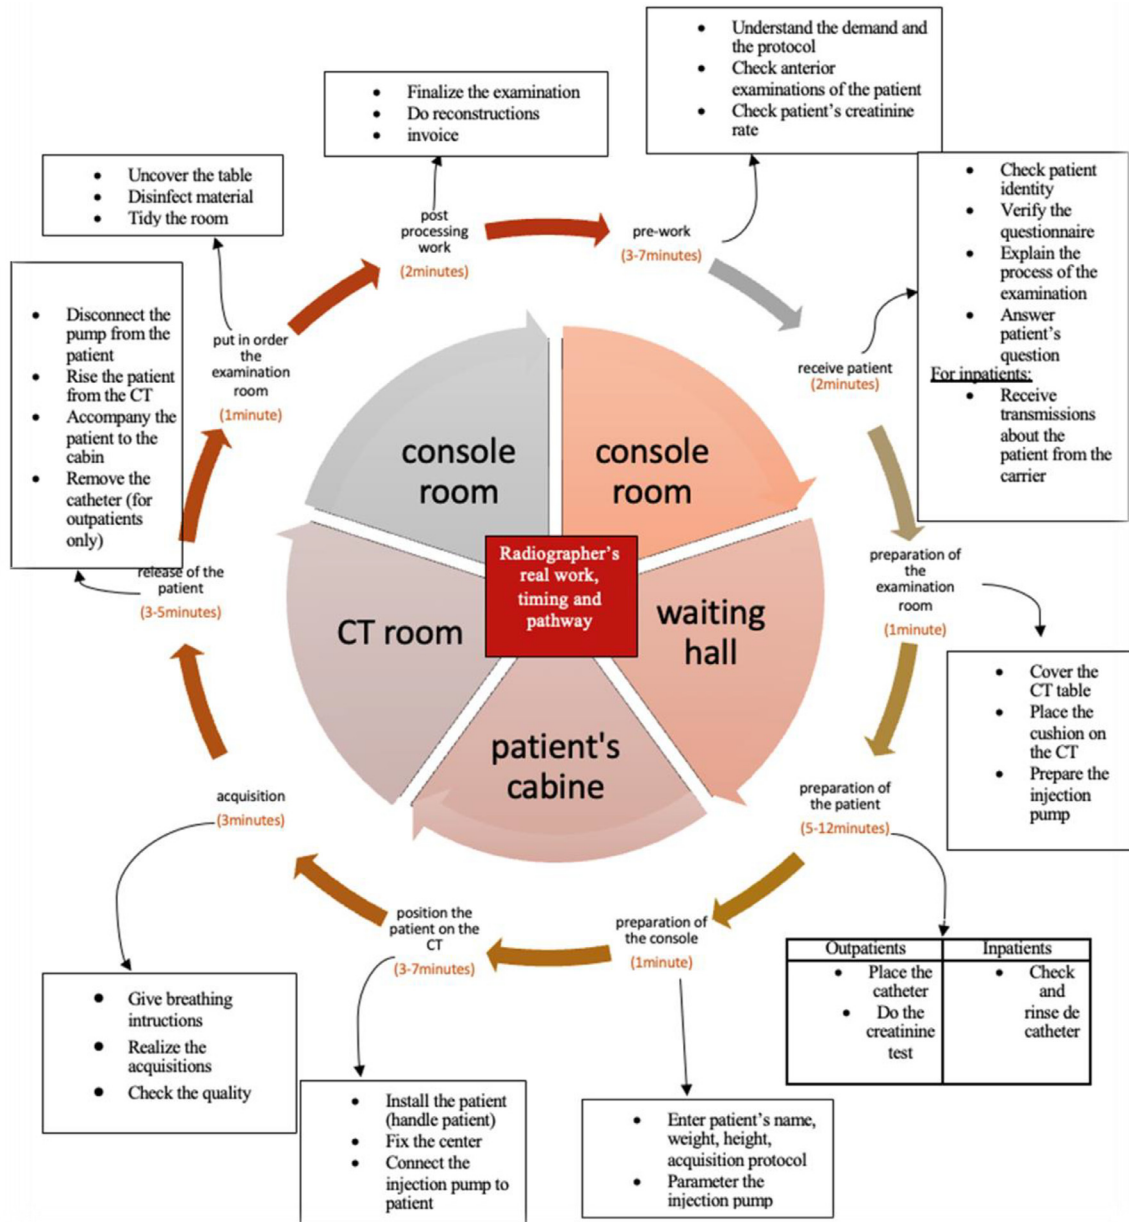 Understand the demand and
the protocol
Check anterior
examinations of the patient
Check patient's creatinine
rate
Finalize the examination
Do reconstructions
invoice
Uncover the table
Disinfect material
Tidy the room
Check patient
identity
Verify the
questionnaire
Explain the
process of the
examination
Answer
patient's
question
For inpatients:
Receive
transmissions
about the
patient from the
carrier
post
processing
work
(2minutes)
pre-work
(3-7minutes)
Disconnect the
pump from the
patient
Rise the patient
from the CT
Accompany the
patient to the
cabin
Remove the
catheter (for
outpatients
only)
put in order
the
examination
room
(1minute)
receive patient
(2minutes)
console
room
console
room
Radiographer's
real work,
timing and
pathway
CT room
waiting
hall
patient's
cabine
release of the
patient
(3-5minutes)
preparation of
the
examination
room
(1minute)
Cover the
CT table
Place the
cushion on
the CT
Prepare the
injection
pump
acquisition
(3minutes)
preparation of
the patient
(5-12minutes)
position the
patient on the
CT
(3-7minutes)
preparation of
the console
(1minute)
Outpatients Inpatients
Place the
catheter
Do the
creatinine
test
Check
and
rinse de
catheter
Give breathing
intructions
Realize the
acquisitions
Check the quality
Install the patient
(handle patient)
Fix the center
Connect the
injection pump to
patient
Enter patient's name,
weight, height,
acquisition protocol
Parameter the
injection pump